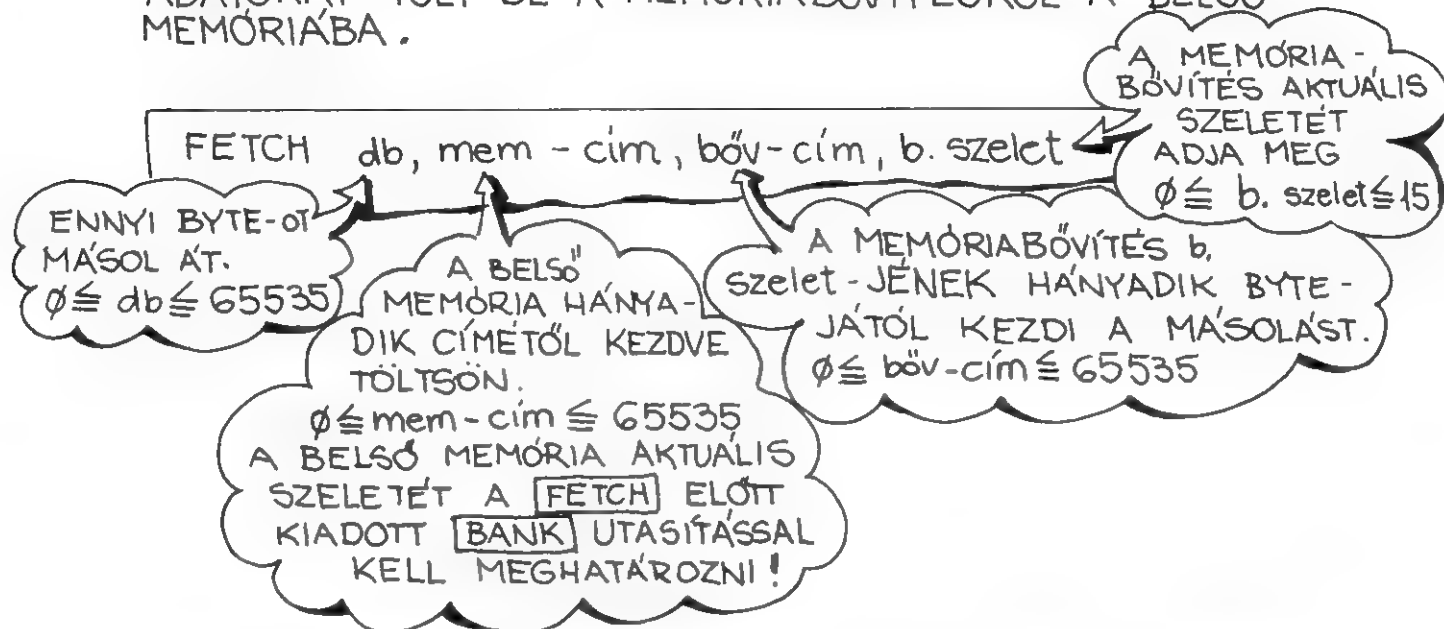 MEMÓRIÁBA.
FETCH db, mem-cím, bőv-cím, b. szelet
A MEMÓRIA-
BŐVÍTÉS AKTUÁLIS
SZELETÉT
ADJA MEG
ø ≦ b. szelet ≦ 15
ENNYI BYTE-OT
MÁSOL ÁT.
ø ≦ db ≦ 65535
A BELSŐ
MEMÓRIA HÁNYA-
DIK CÍMÉTŐL KEZDVE
TÖLTSÖN.
ø ≦ mem-cím ≦ 65535
A BELSŐ MEMÓRIA AKTUÁLIS
SZELETÉT A FETCH ELŐTT
KIADOTT BANK UTASÍTÁSSAL
KELL MEGHATÁROZNI!
A MEMÓRIABŐVÍTÉS b.
szelet-JÉNEK HÁNYADIK BYTE-
JÁTÓL KEZDI A MÁSOLÁST.
ø ≦ bőv-cím ≦ 65535